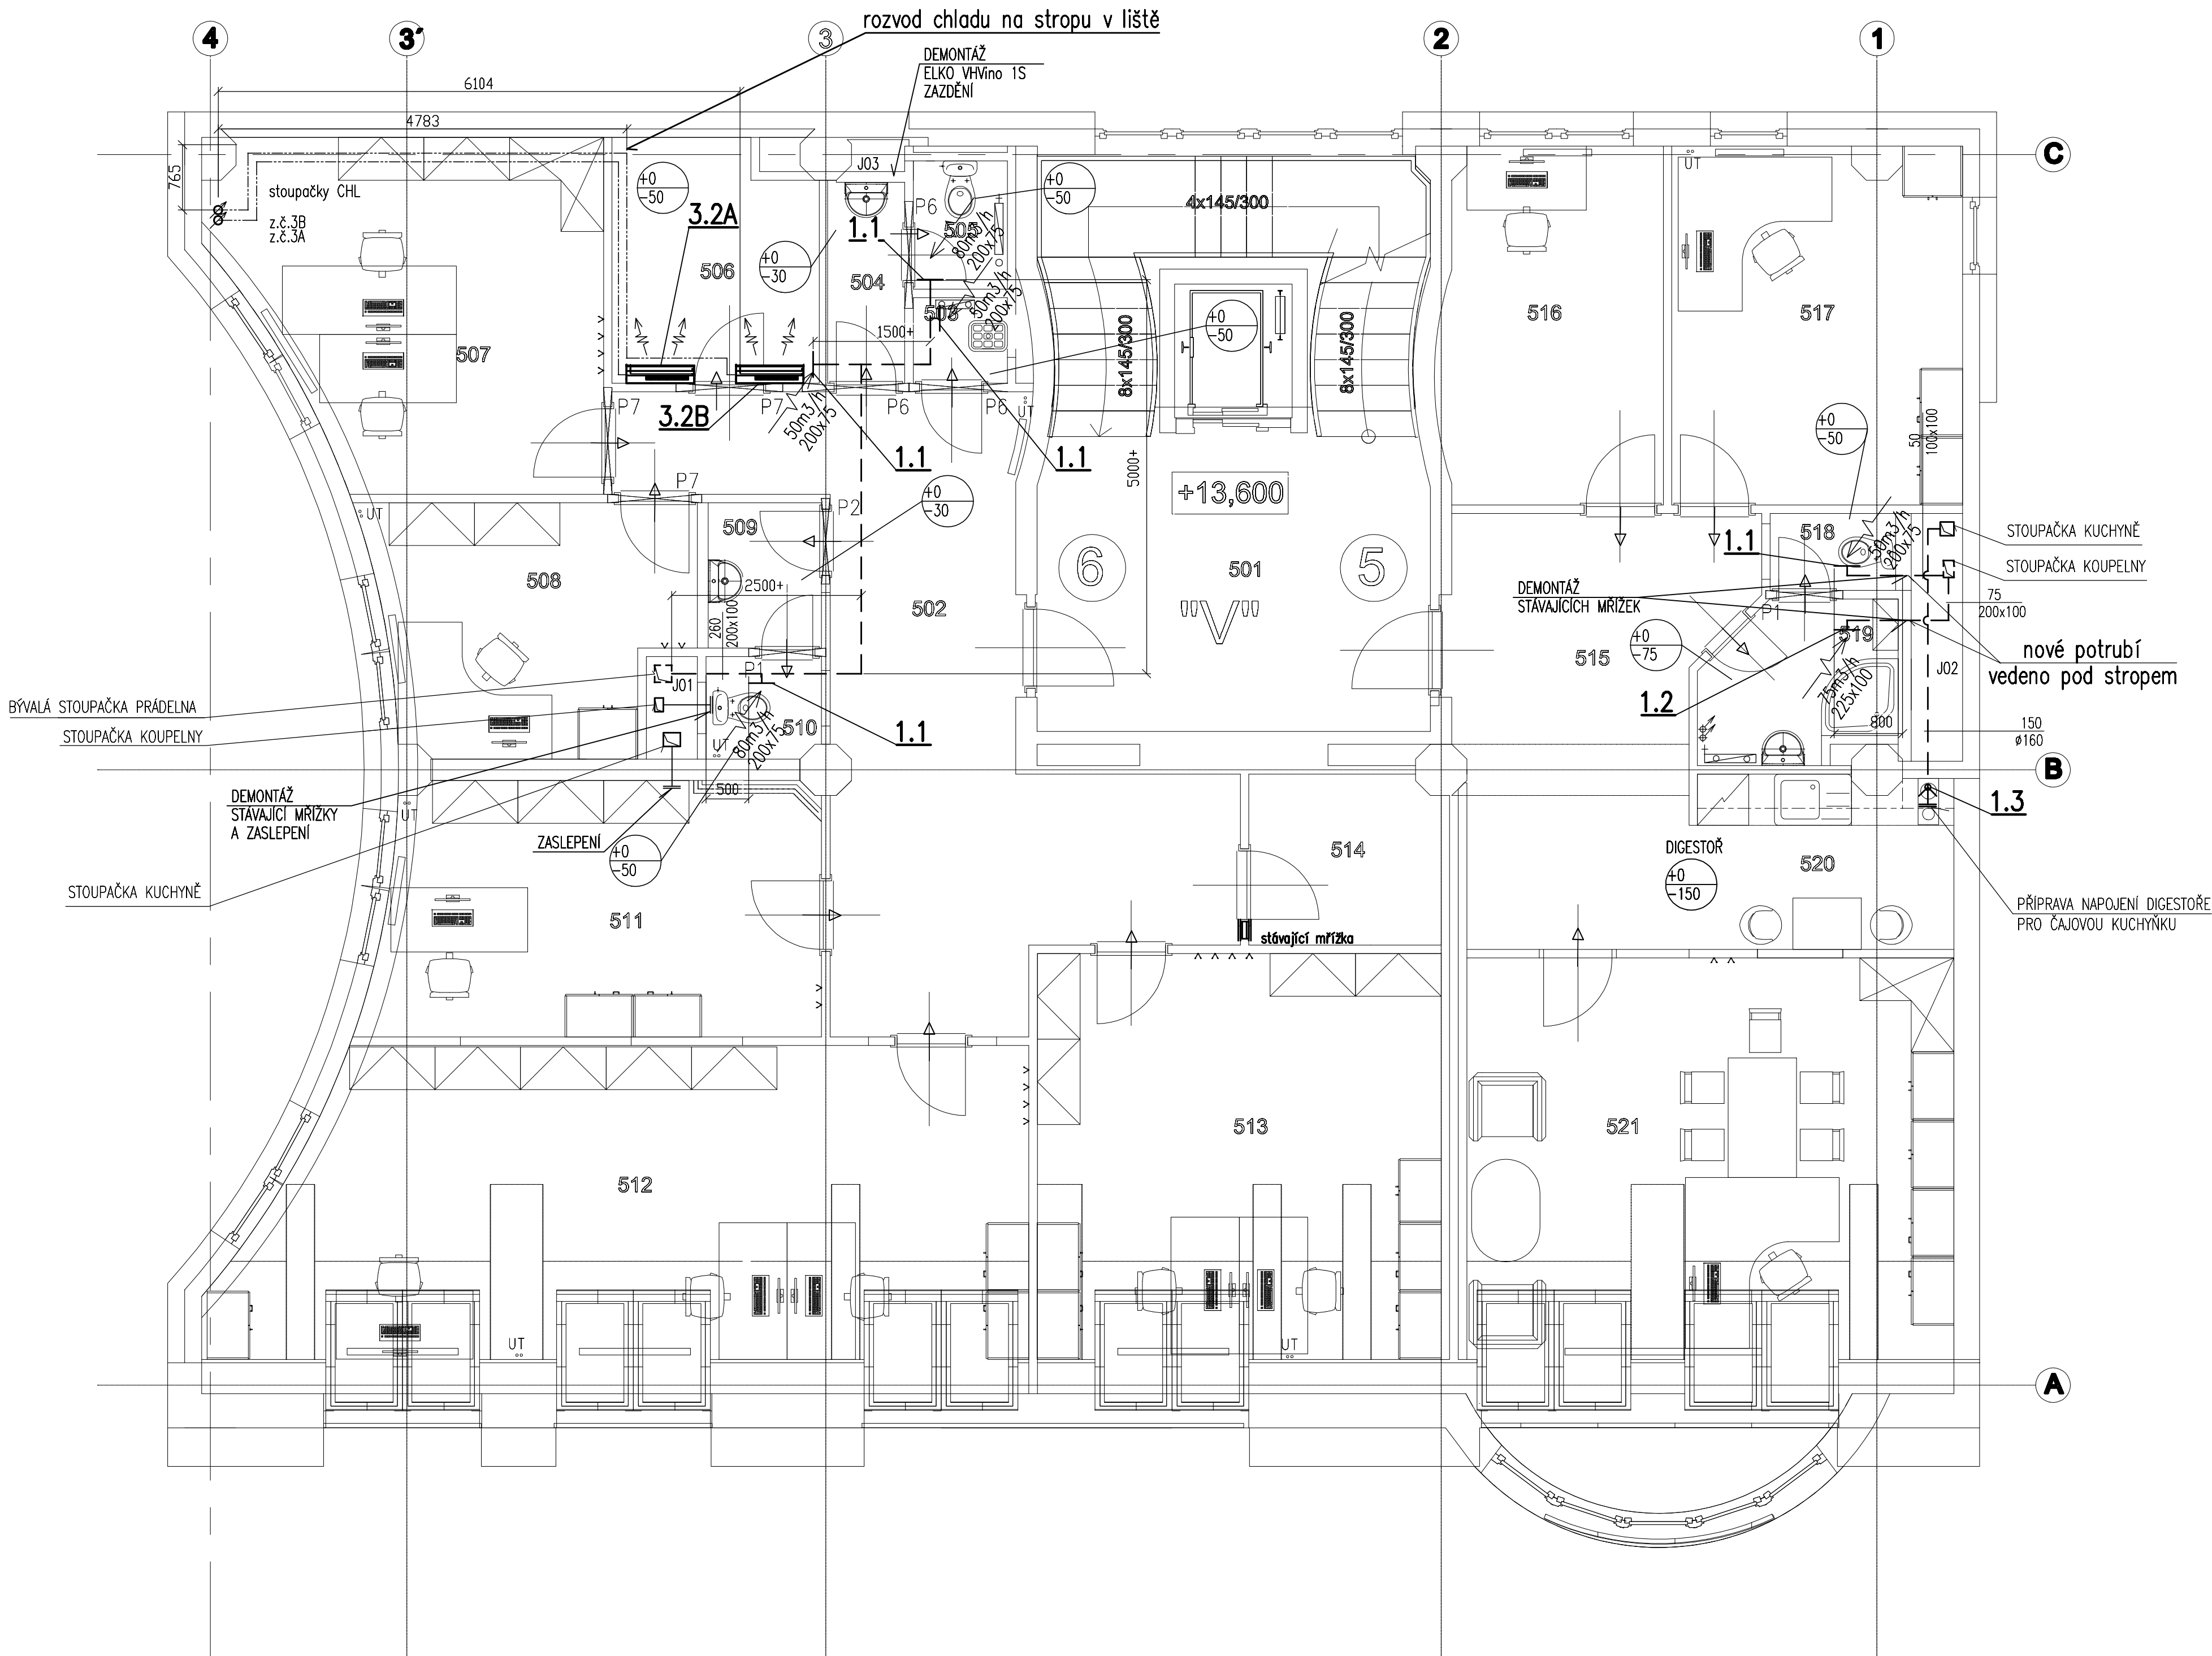 rozvod chladu na stropu v liště
4
3´
3
2
1
DEMONTÁŽ
ELKO VHVino 1S
ZAZDĚNÍ
6104
4783
765
C
stoupačky CHL
z.č.3B
z.č.3A
J03
UT
+0
-50
+0
-50
3.2A
P6
1.1
505
80m3/h
200x75
4x145/300
506
+0
-30
504
503
50m3/h
200x75
1500+
+0
-50
8x145/300
8x145/300
516
517
507
P7
3.2B
P7
50m3/h
200x75
P6
P6
UT
1.1
1.1
5000+
+0
-50
50
100x100
+13,600
P7
UT
509
P2
+0
-30
6
501
5
518
1.1
50m3/h
200x75
STOUPAČKA KUCHYNĚ
STOUPAČKA KOUPELNY
508
2500+
260
200x100
502
"V"
DEMONTÁŽ
STÁVAJÍCÍCH MŘÍŽEK
P1
75
200x100
519
+0
-75
515
nové potrubí
vedeno pod stropem
J02
J01
P1
75m3/h
225x100
1.2
800
BÝVALÁ STOUPAČKA PRÁDELNA
STOUPAČKA KOUPELNY
510
UT
80m3/h
200x75
1.1
150
ø160
B
DEMONTÁŽ
STÁVAJÍCÍ MŘÍŽKY
A ZASLEPENÍ
UT
500
1.3
ZASLEPENÍ
+0
-50
514
DIGESTOŘ
+0
-150
520
STOUPAČKA KUCHYNĚ
511
stávající mřížka
PŘÍPRAVA NAPOJENÍ DIGESTOŘE
PRO ČAJOVOU KUCHYŇKU
513
521
512
UT
UT
A